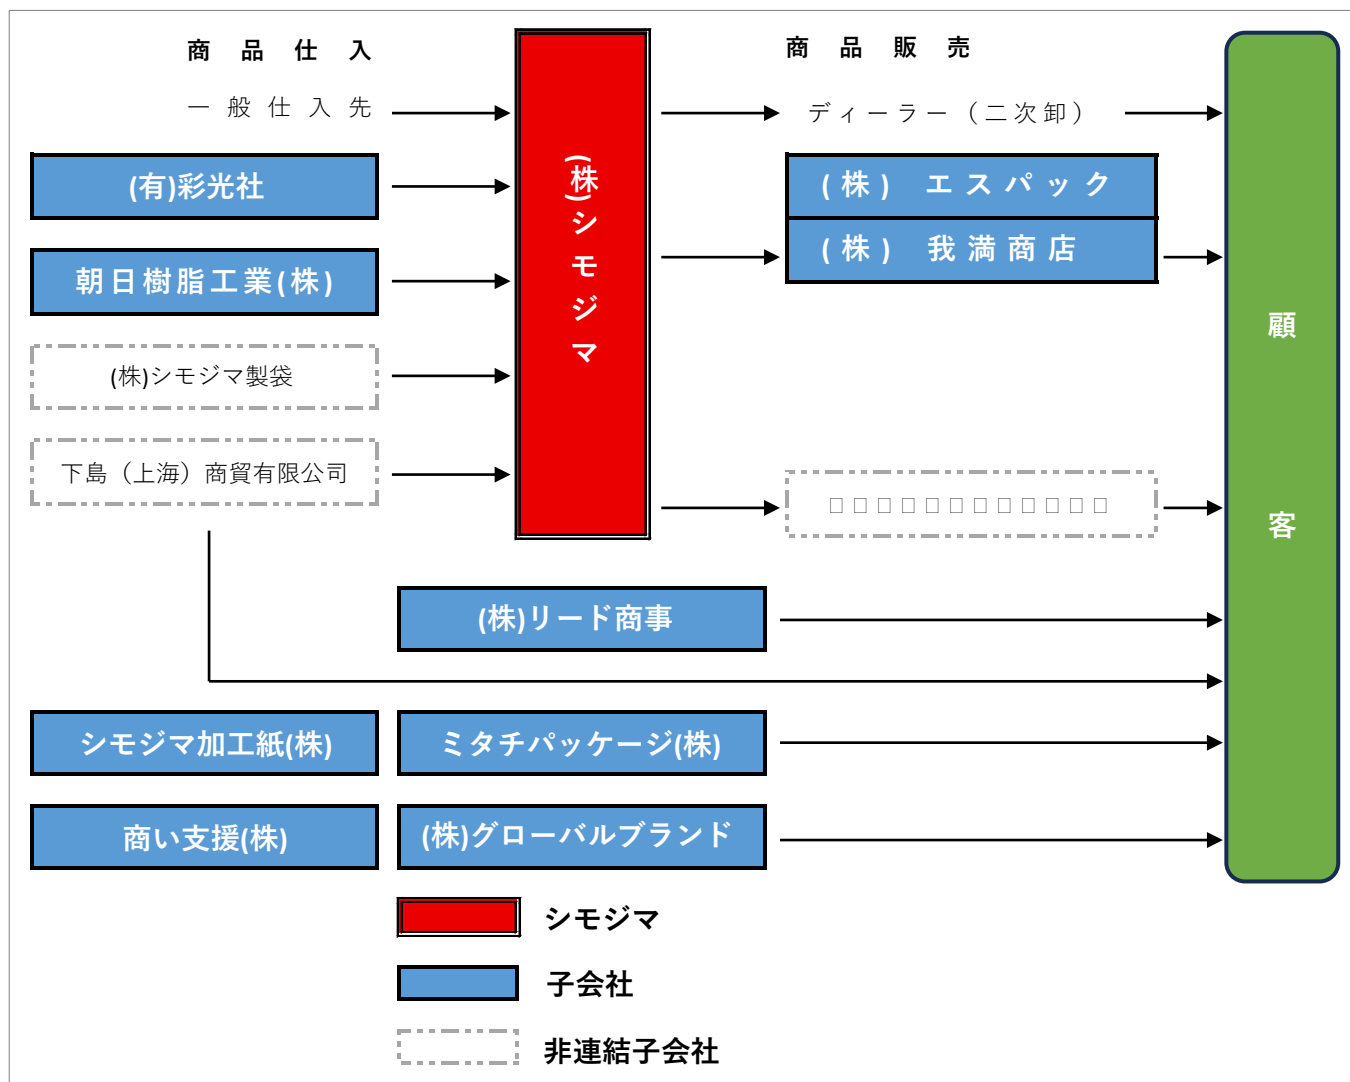 商品仕入
商品販売
一般仕入先
ディーラー（二次卸）
(有)彩光社
(株)シモジマ
(株) エスパック
朝日樹脂工業(株)
(株) 我満商店
(株)シモジマ製袋
下島（上海）商貿有限公司
顧客
(株)リード商事
シモジマ加工紙(株)
ミタチパッケージ(株)
商い支援(株)
(株)グローバルブランド
シモジマ
子会社
非連結子会社